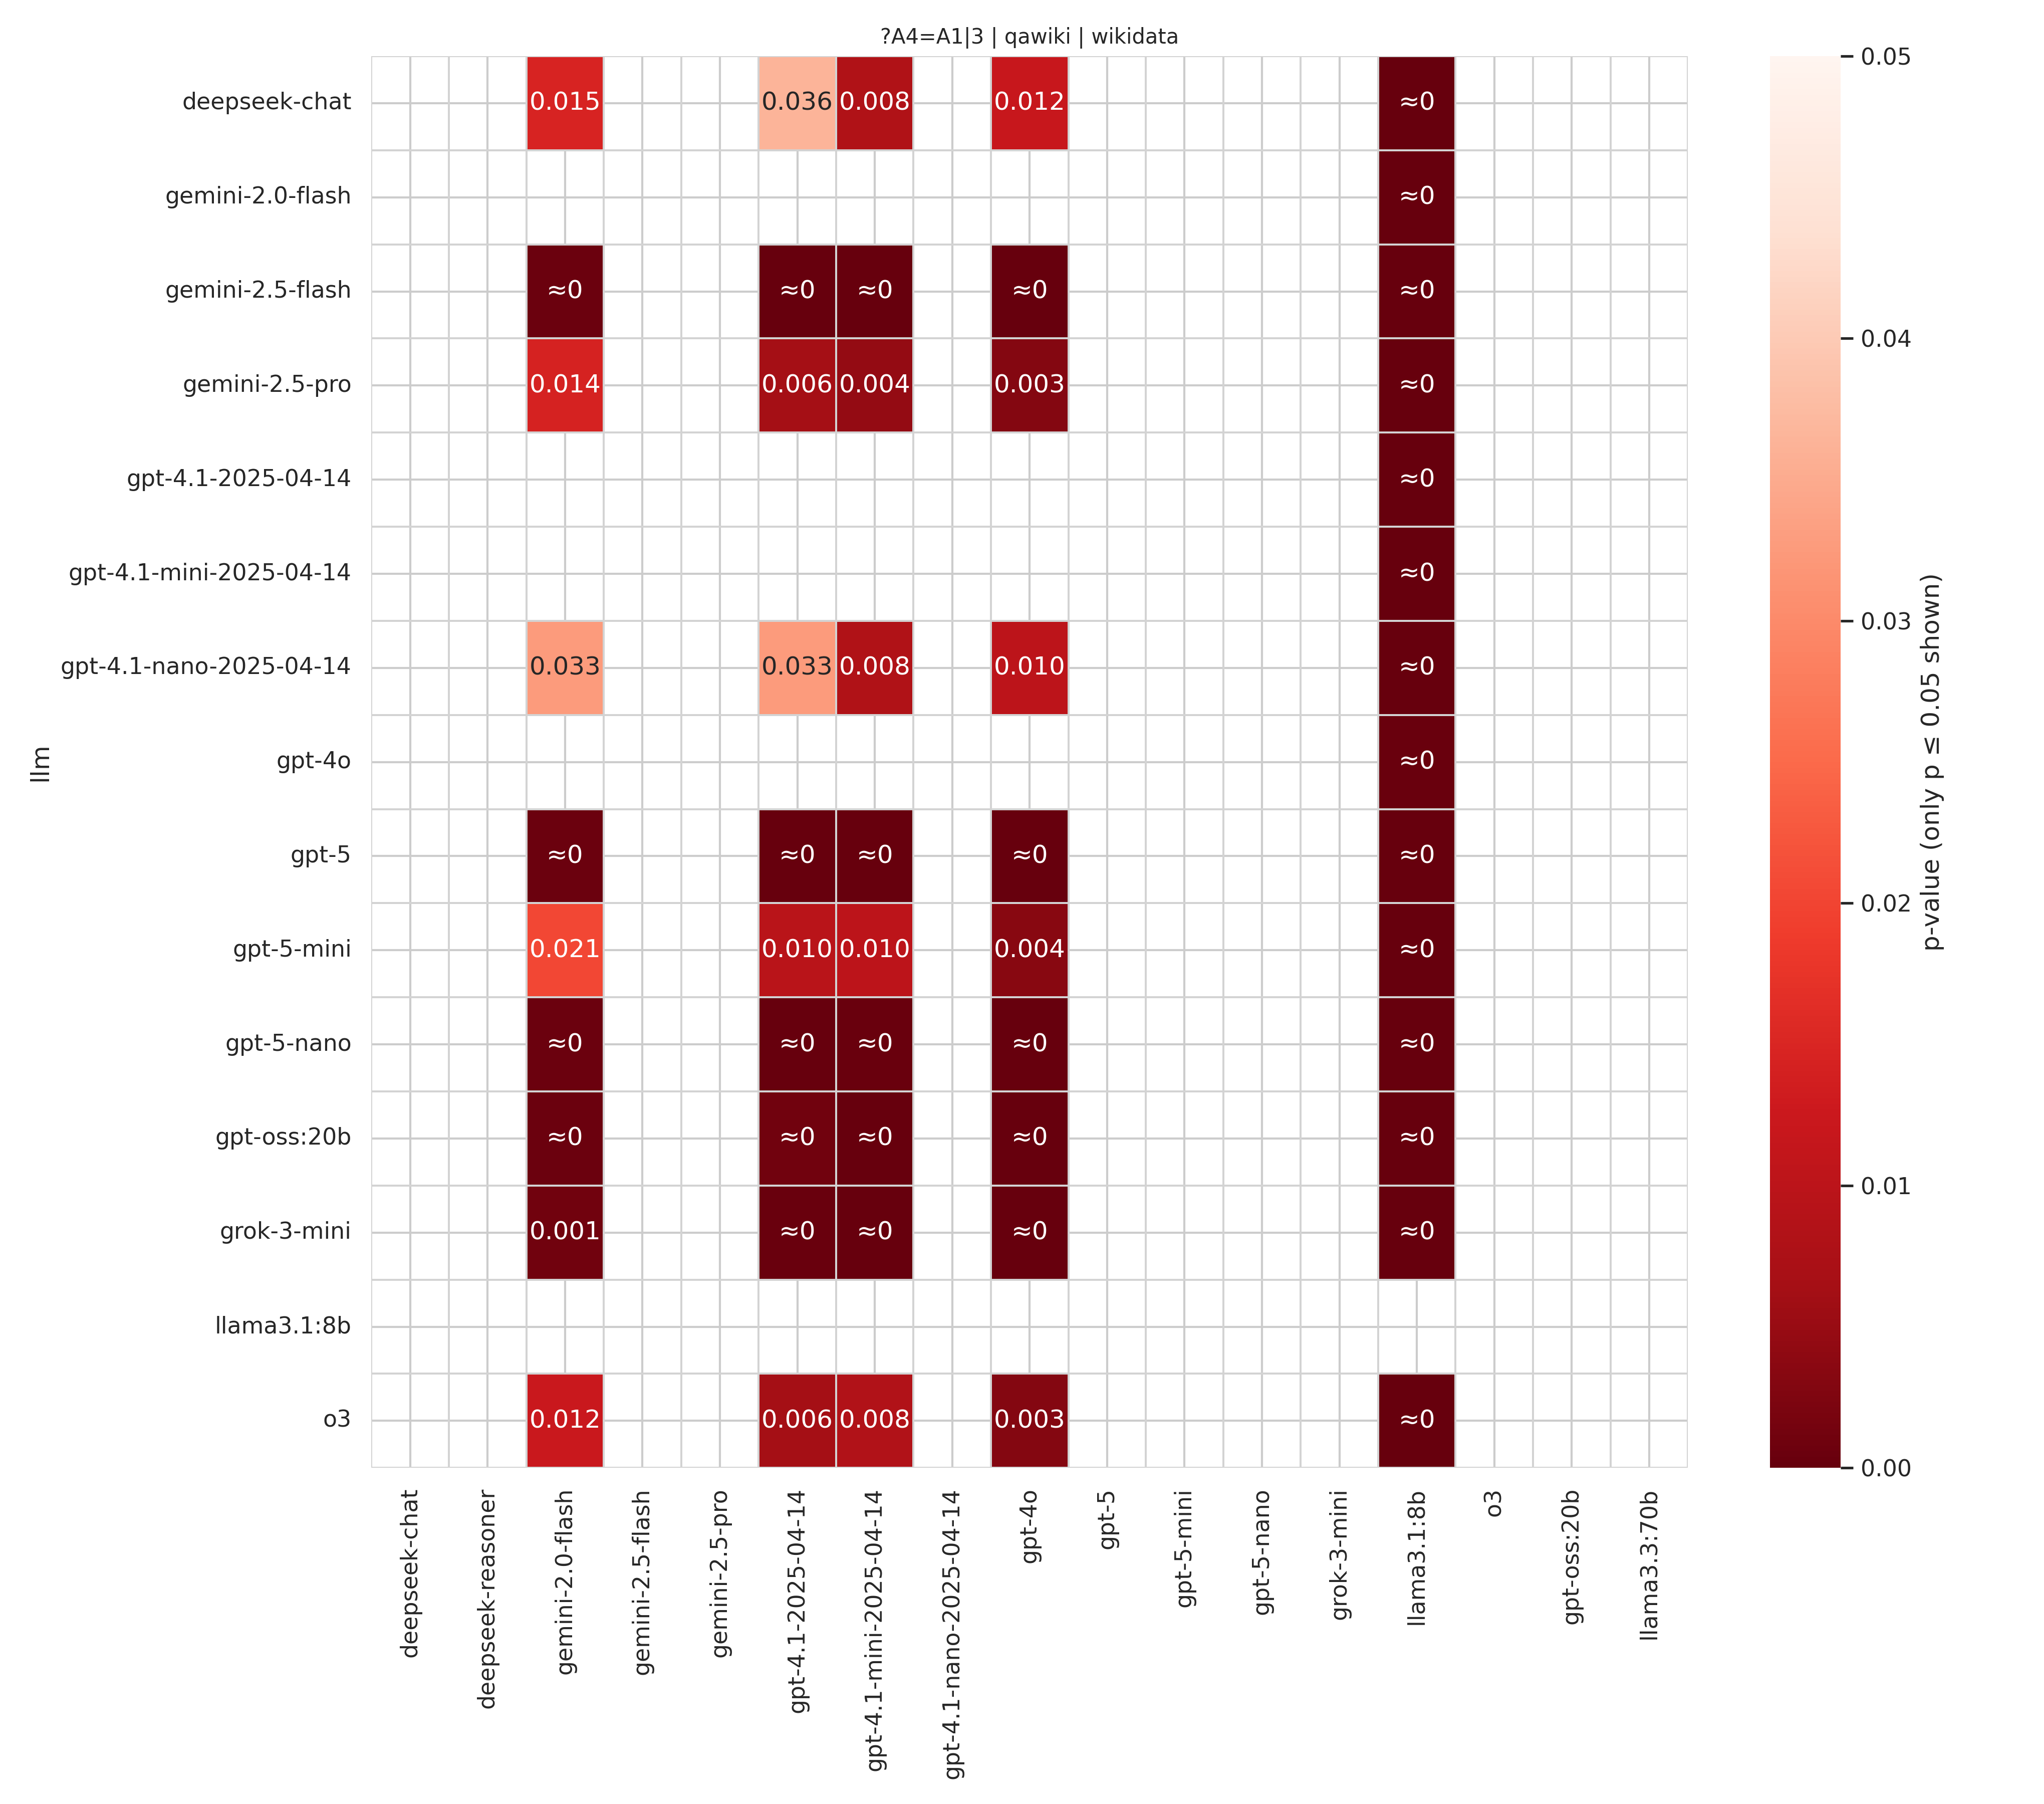 ?A4=A1|3 | qawiki | wikidata
deepseek-chat 0.015 0.036 0.008 0.012 ≈0
gemini-2.0-flash ≈0
gemini-2.5-flash ≈0 ≈0 ≈0 ≈0 ≈0
gemini-2.5-pro 0.014 0.006 0.004 0.003 ≈0
gpt-4.1-2025-04-14 ≈0
gpt-4.1-mini-2025-04-14 ≈0
gpt-4.1-nano-2025-04-14 0.033 0.033 0.008 0.010 ≈0
gpt-4o ≈0
gpt-5 ≈0 ≈0 ≈0 ≈0 ≈0
gpt-5-mini 0.021 0.010 0.010 0.004 ≈0
gpt-5-nano ≈0 ≈0 ≈0 ≈0 ≈0
gpt-oss:20b ≈0 ≈0 ≈0 ≈0 ≈0
grok-3-mini 0.001 ≈0 ≈0 ≈0 ≈0
llama3.1:8b
o3 0.012 0.006 0.008 0.003 ≈0
llm
deepseek-chat
deepseek-reasoner
gemini-2.0-flash
gemini-2.5-flash
gemini-2.5-pro
gpt-4.1-2025-04-14
gpt-4.1-mini-2025-04-14
gpt-4.1-nano-2025-04-14
gpt-4o
gpt-5
gpt-5-mini
gpt-5-nano
grok-3-mini
llama3.1:8b
o3
gpt-oss:20b
llama3.3:70b
0.05
0.04
0.03
0.02
0.01
0.00
p-value (only p ≤ 0.05 shown)